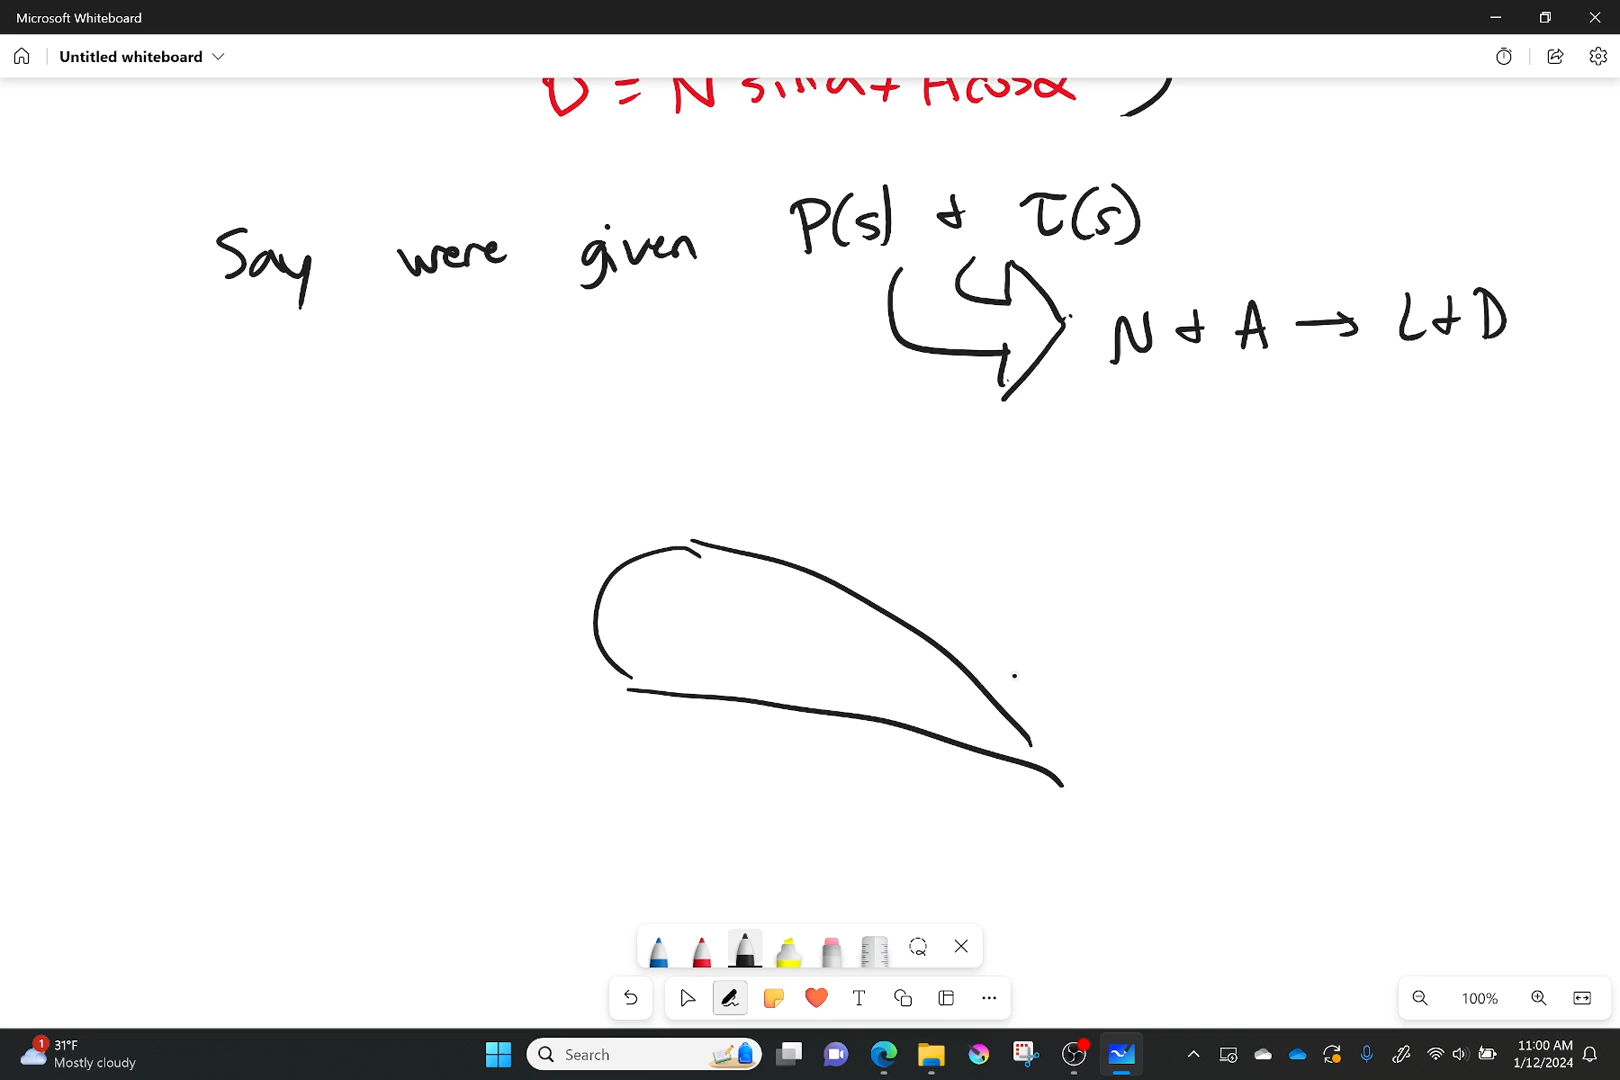 Microsoft Whiteboard
Untitled whiteboard
D = N sinα + A cosα )
Say were given P(s) & τ(s)
N & A → L & D
100%
1
31°F
Mostly cloudy
Search
11:00 AM
1/12/2024